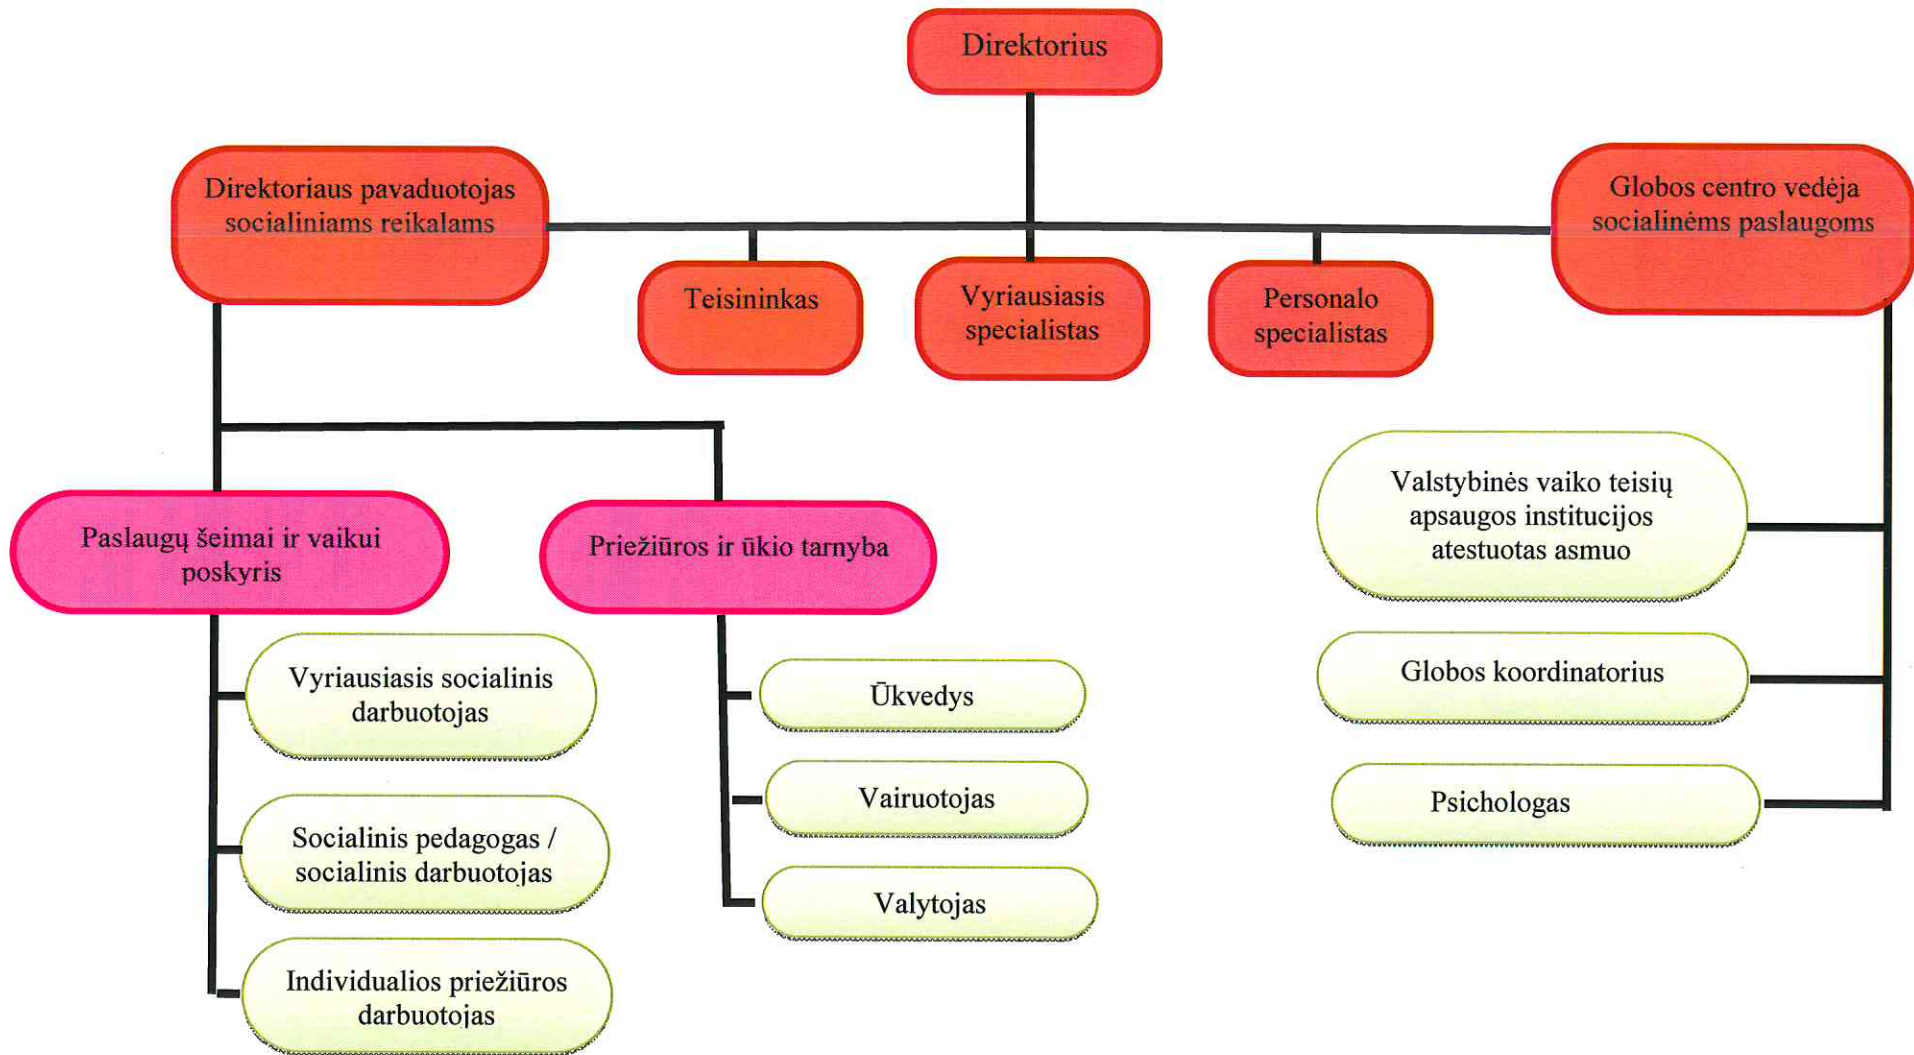 Direktorius
Direktoriaus pavaduotojas
socialiniams reikalams
Globos centro vedėja
socialinėms paslaugoms
Teisininkas
Vyriausiasis
specialistas
Personalo
specialistas
Paslaugų šeimai ir vaikui
poskyris
Priežiūros ir ūkio tarnyba
Valstybinės vaiko teisių
apsaugos institucijos
atestuotas asmuo
Vyriausiasis socialinis
darbuotojas
Ūkvedys
Globos koordinatorius
Socialinis pedagogas /
socialinis darbuotojas
Vairuotojas
Psichologas
Valytojas
Individualios priežiūros
darbuotojas